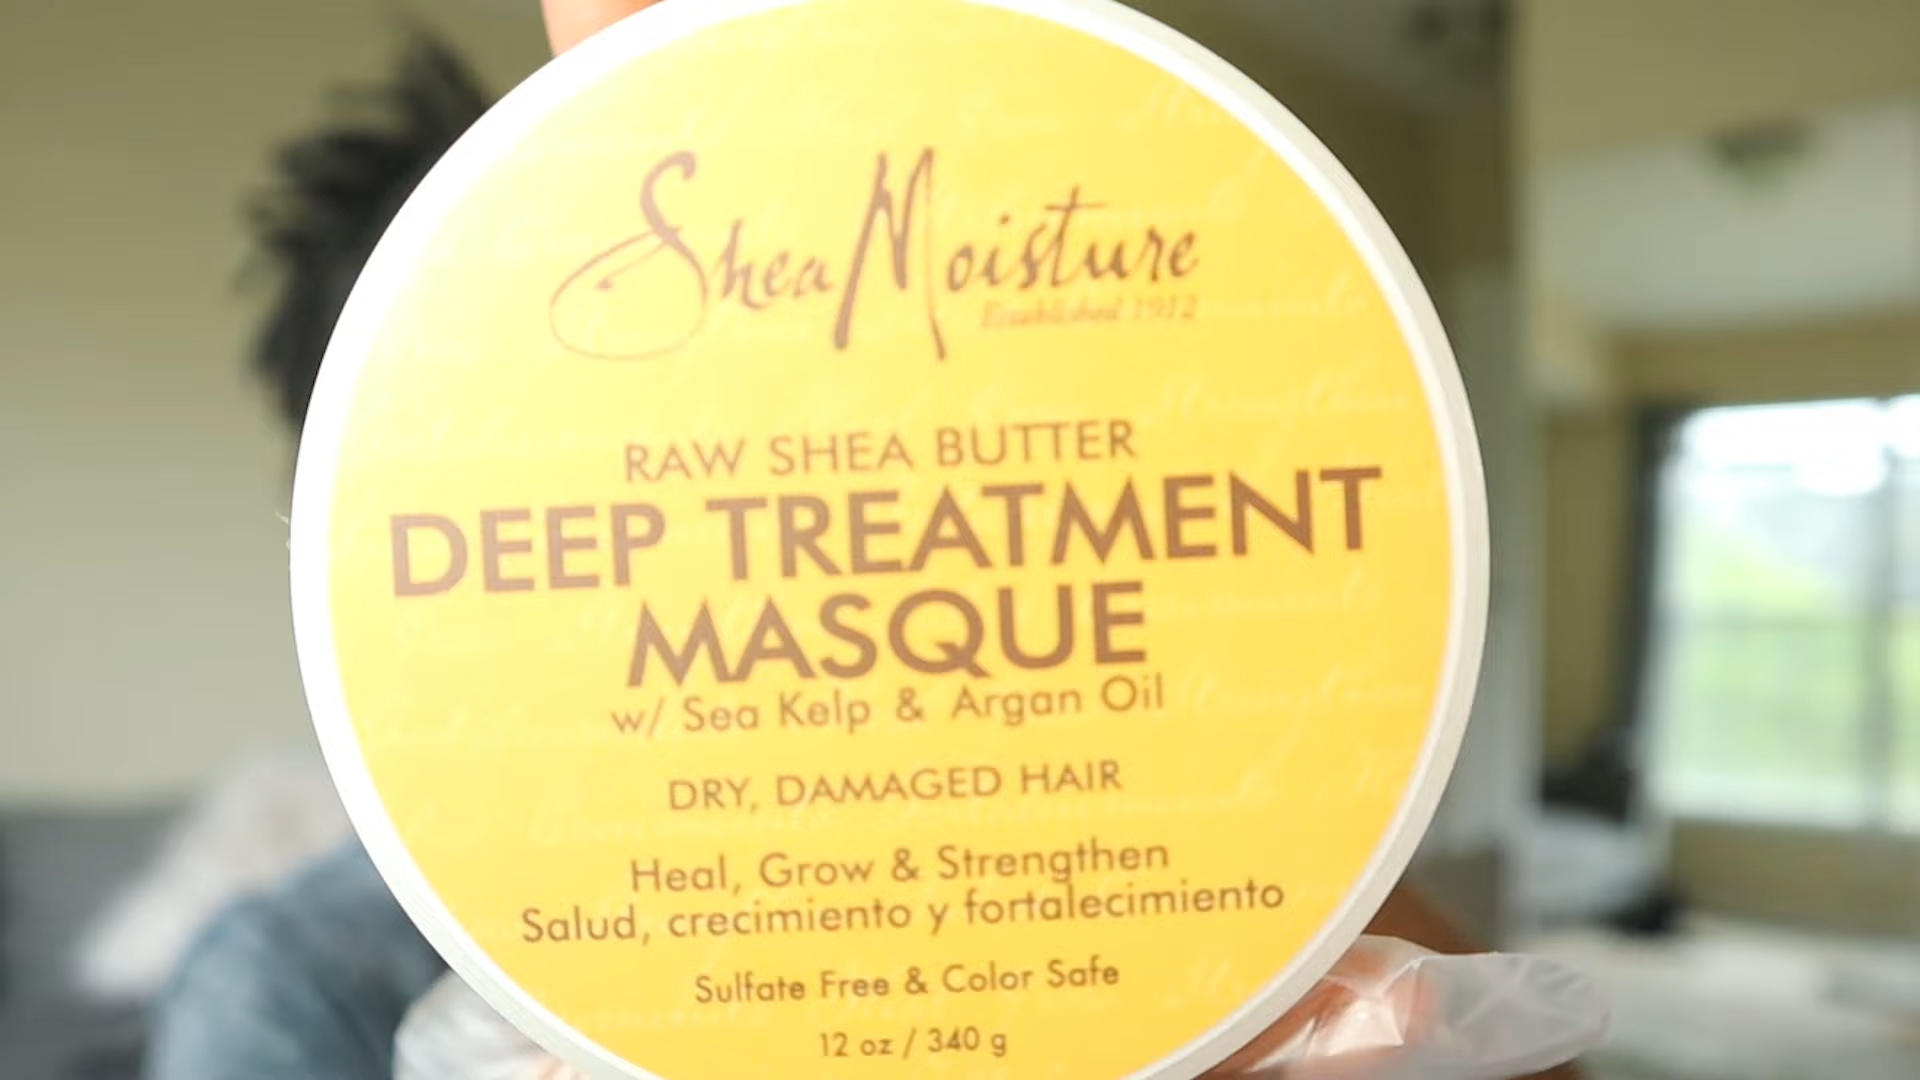 SheaMoisture
Established 1912
RAW SHEA BUTTER
DEEP TREATMENT
MASQUE
w/ Sea Kelp & Argan Oil
DRY, DAMAGED HAIR
Heal, Grow & Strengthen
Salud, crecimiento y fortalecimiento
Sulfate Free & Color Safe
12 oz / 340 g